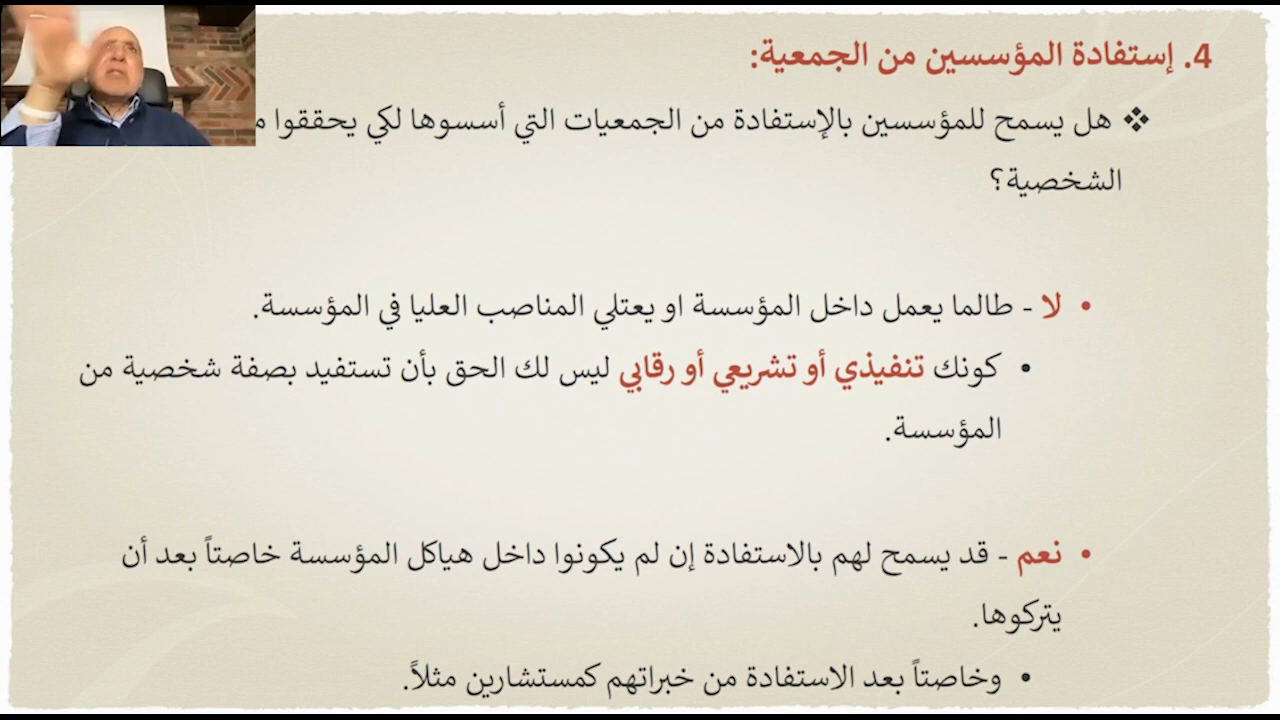 4. إستفادة المؤسسين من الجمعية:
❖ هل يسمح للمؤسسين بالإستفادة من الجمعيات التي أسسوها لكي يحققوا
الشخصية؟
• لا - طالما يعمل داخل المؤسسة او يعتلي المناصب العليا في المؤسسة.
• كونك تنفيذي أو تشريعي أو رقابي ليس لك الحق بأن تستفيد بصفة شخصية من
المؤسسة.
• نعم - قد يسمح لهم بالاستفادة إن لم يكونوا داخل هياكل المؤسسة خاصتاً بعد أن
يتركوها.
• وخاصتاً بعد الاستفادة من خبراتهم كمستشارين مثلاً.